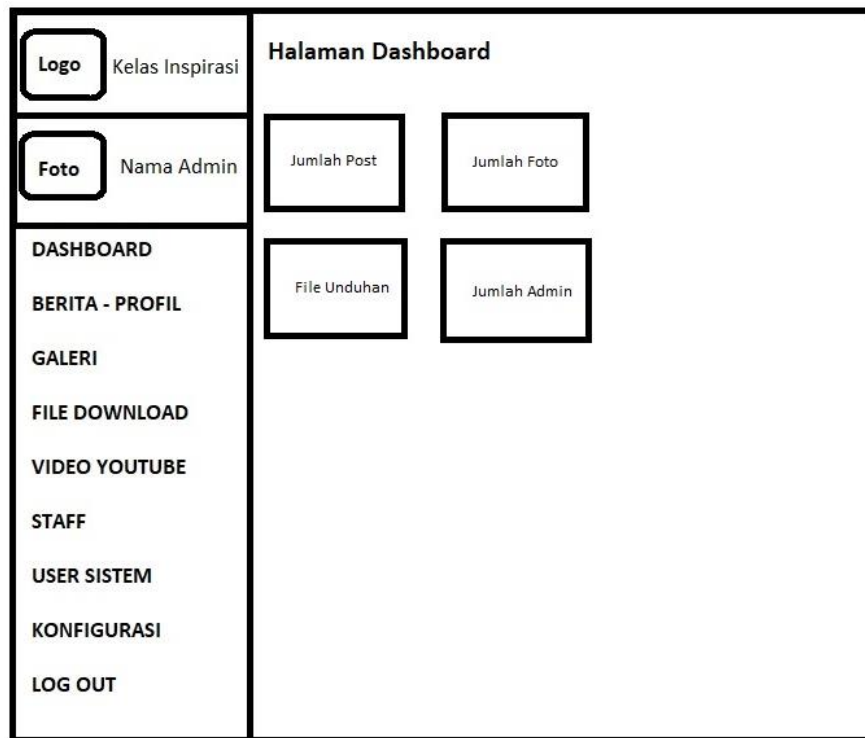 Logo Kelas Inspirasi
Foto Nama Admin
DASHBOARD
BERITA - PROFIL
GALERI
FILE DOWNLOAD
VIDEO YOUTUBE
STAFF
USER SISTEM
KONFIGURASI
LOG OUT
Halaman Dashboard
Jumlah Post
Jumlah Foto
File Unduhan
Jumlah Admin